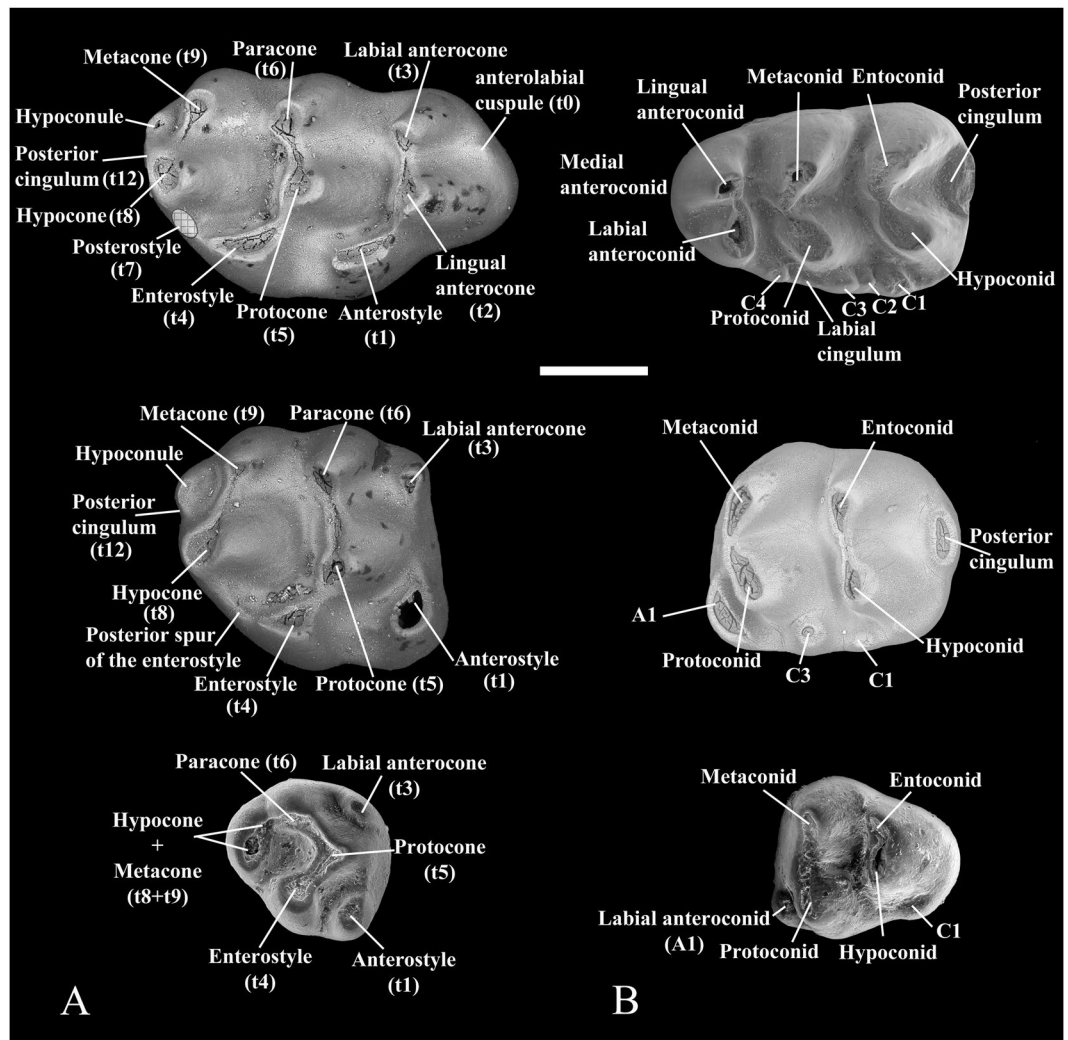 Metacone (t9)
Paracone
(t6)
Labial anterocone
(t3)
anterolabial
cuspule (t0)
Hypoconule
Posterior
cingulum (t12)
Hypocone (t8)
Posterostyle
(t7)
Enterostyle
(t4)
Protocone
(t5)
Anterostyle
(t1)
Lingual
anterocone
(t2)
Lingual
anteroconid
Metaconid
Entoconid
Posterior
cingulum
Medial
anteroconid
Labial
anteroconid
C4
Protoconid
Labial
cingulum
C3
C2
C1
Hypoconid
Metacone (t9)
Paracone (t6)
Labial anterocone
(t3)
Hypoconule
Posterior
cingulum
(t12)
Hypocone
(t8)
Posterior spur
of the enterostyle
Enterostyle
(t4)
Protocone (t5)
Anterostyle
(t1)
Metaconid
Entoconid
Posterior
cingulum
A1
Protoconid
C3
C1
Hypoconid
Paracone (t6)
Labial anterocone
(t3)
Hypocone
+
Metacone
(t8+t9)
Protocone
(t5)
Enterostyle
(t4)
Anterostyle
(t1)
Metaconid
Entoconid
Labial anteroconid
(A1)
Protoconid
Hypoconid
C1
A
B